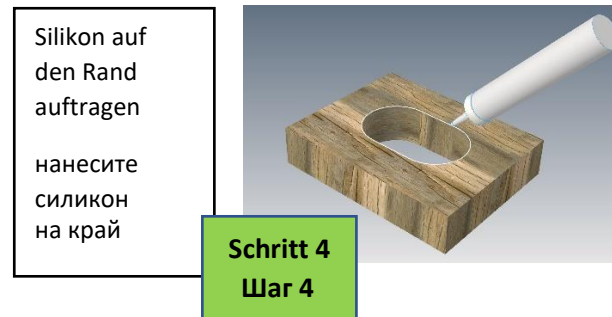 Silikon auf
den Rand
auftragen
нанесите
силикон
на край
Schritt 4
Шаг 4